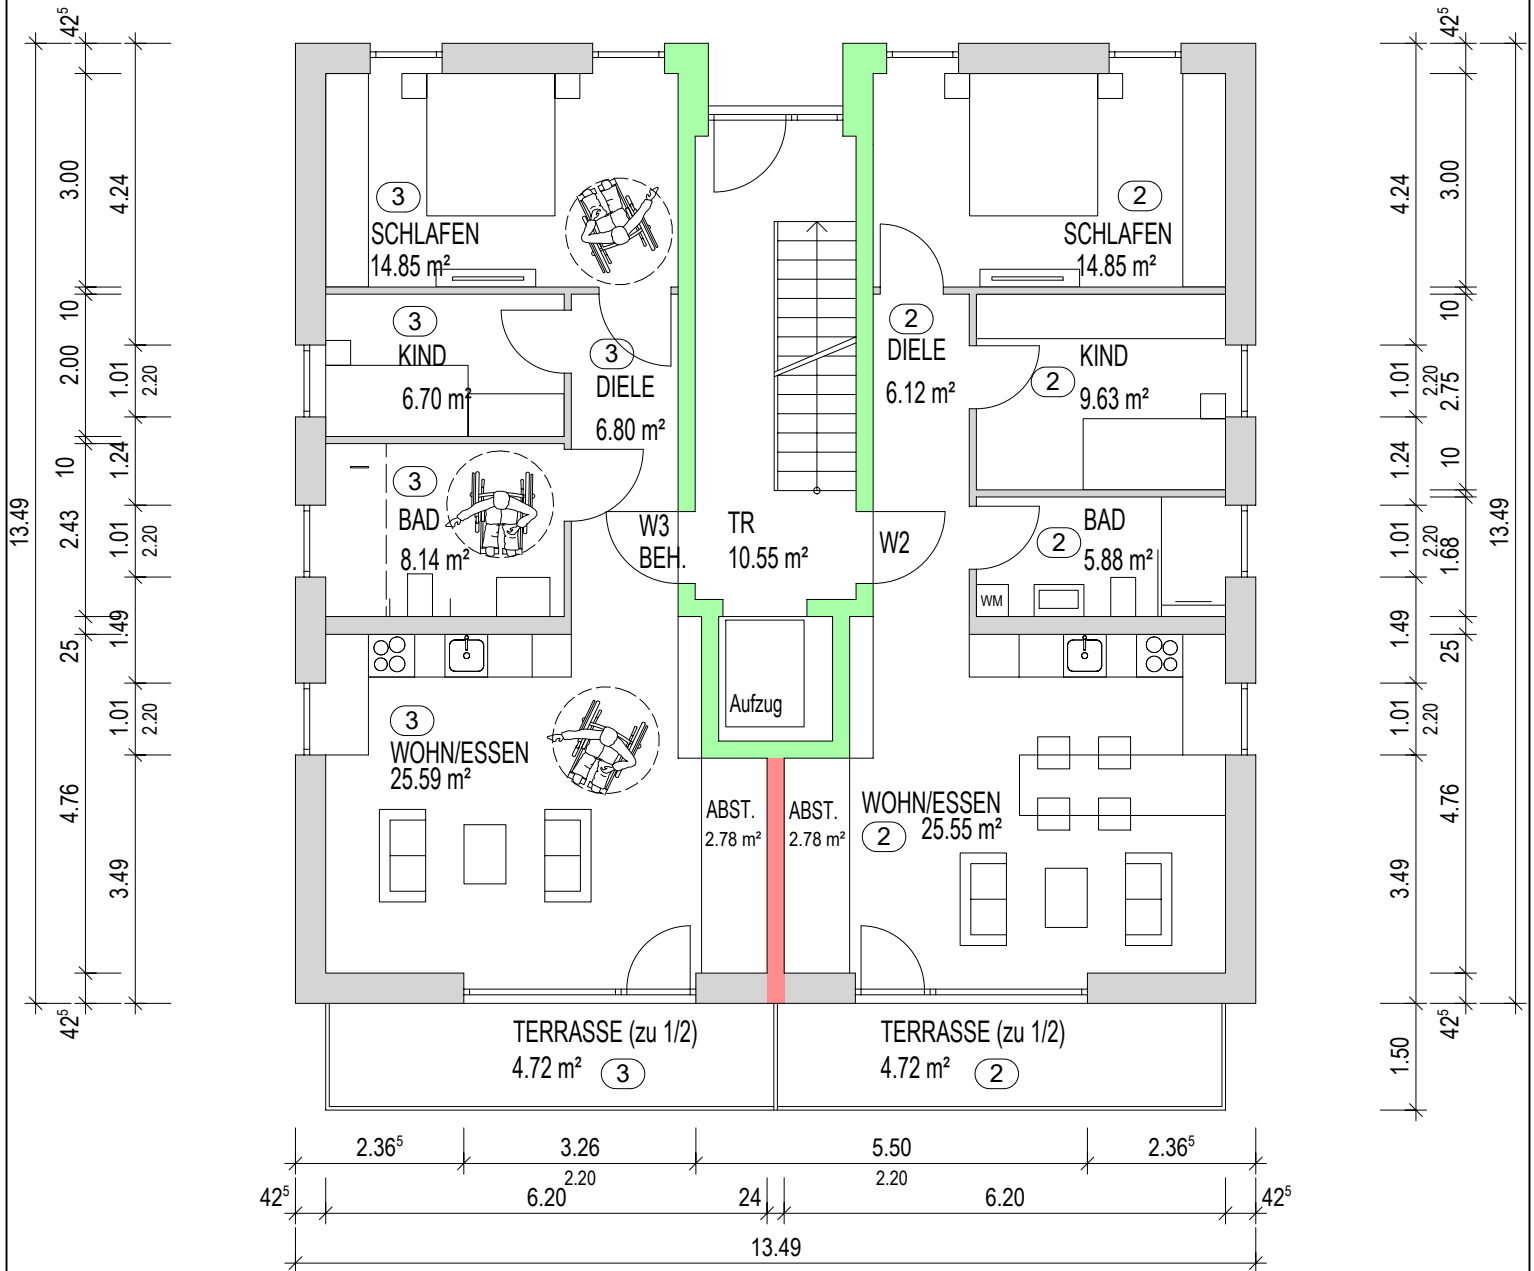 42⁵
42⁵
13.49
3.00
4.24
10
2.00
1.01
2.20
10
1.24
2.43
1.01
2.20
25
1.49
1.01
2.20
4.76
3.49
42⁵
3
SCHLAFEN
14.85 m²
2
SCHLAFEN
14.85 m²
3
KIND
6.70 m²
3
DIELE
6.80 m²
2
DIELE
6.12 m²
KIND
2
9.63 m²
3
BAD
8.14 m²
W3
BEH.
TR
10.55 m²
W2
BAD
2
5.88 m²
WM
Aufzug
3
WOHN/ESSEN
25.59 m²
ABST.
2.78 m²
ABST.
2.78 m²
WOHN/ESSEN
2
25.55 m²
TERRASSE (zu 1/2)
4.72 m²
3
TERRASSE (zu 1/2)
4.72 m²
2
4.24
3.00
10
1.01
2.20
2.75
1.24
10
1.01
2.20
1.68
13.49
1.49
25
1.01
2.20
4.76
3.49
42⁵
1.50
2.36⁵
3.26
2.20
5.50
2.20
2.36⁵
42⁵
6.20
24
6.20
42⁵
13.49